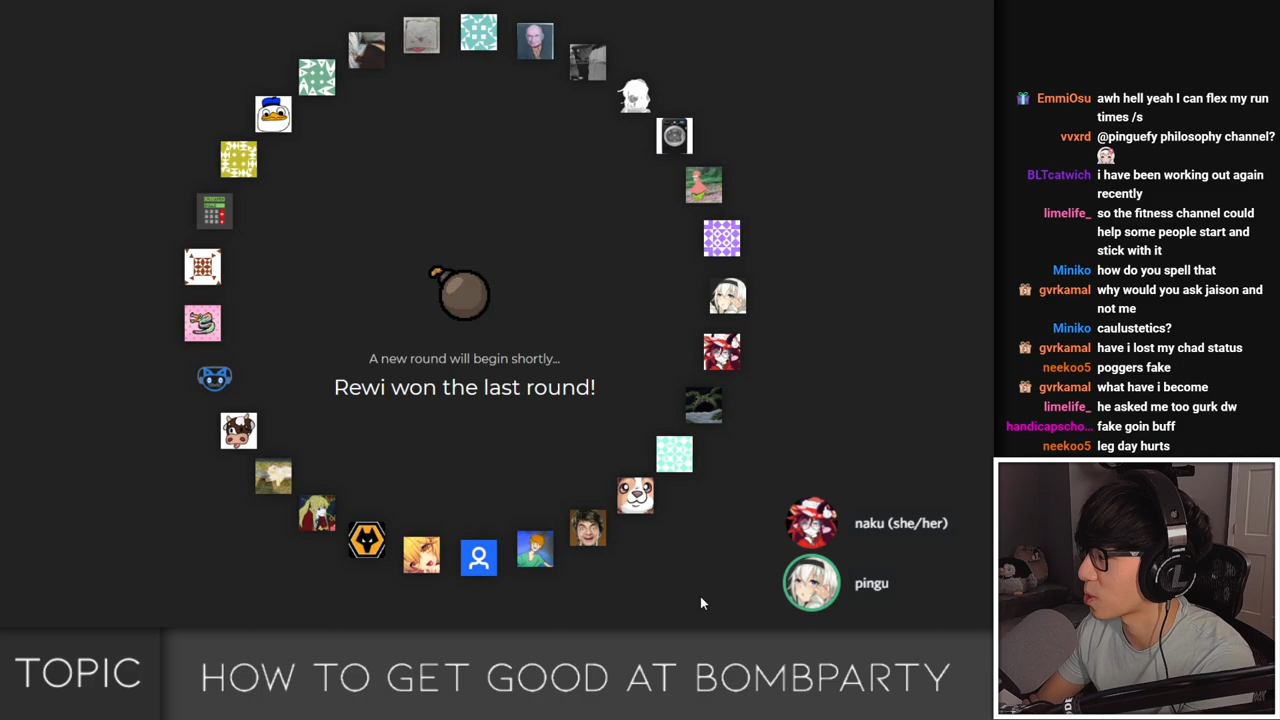 A new round will begin shortly...
Rewi won the last round!
EmmiOsu awh hell yeah I can flex my run
times /s
vvxrd @pinguefy philosophy channel?
BLTcatwich i have been working out again
recently
limelife_ so the fitness channel could
help some people start and
stick with it
Miniko how do you spell that
gvrkamal why would you ask jaison and
not me
Miniko caulustetics?
gvrkamal have i lost my chad status
neekoo5 poggers fake
gvrkamal what have i become
limelife_ he asked me too gurk dw
handicapscho... fake goin buff
neekoo5 leg day hurts
naku (she/her)
pingu
TOPIC HOW TO GET GOOD AT BOMBPARTY